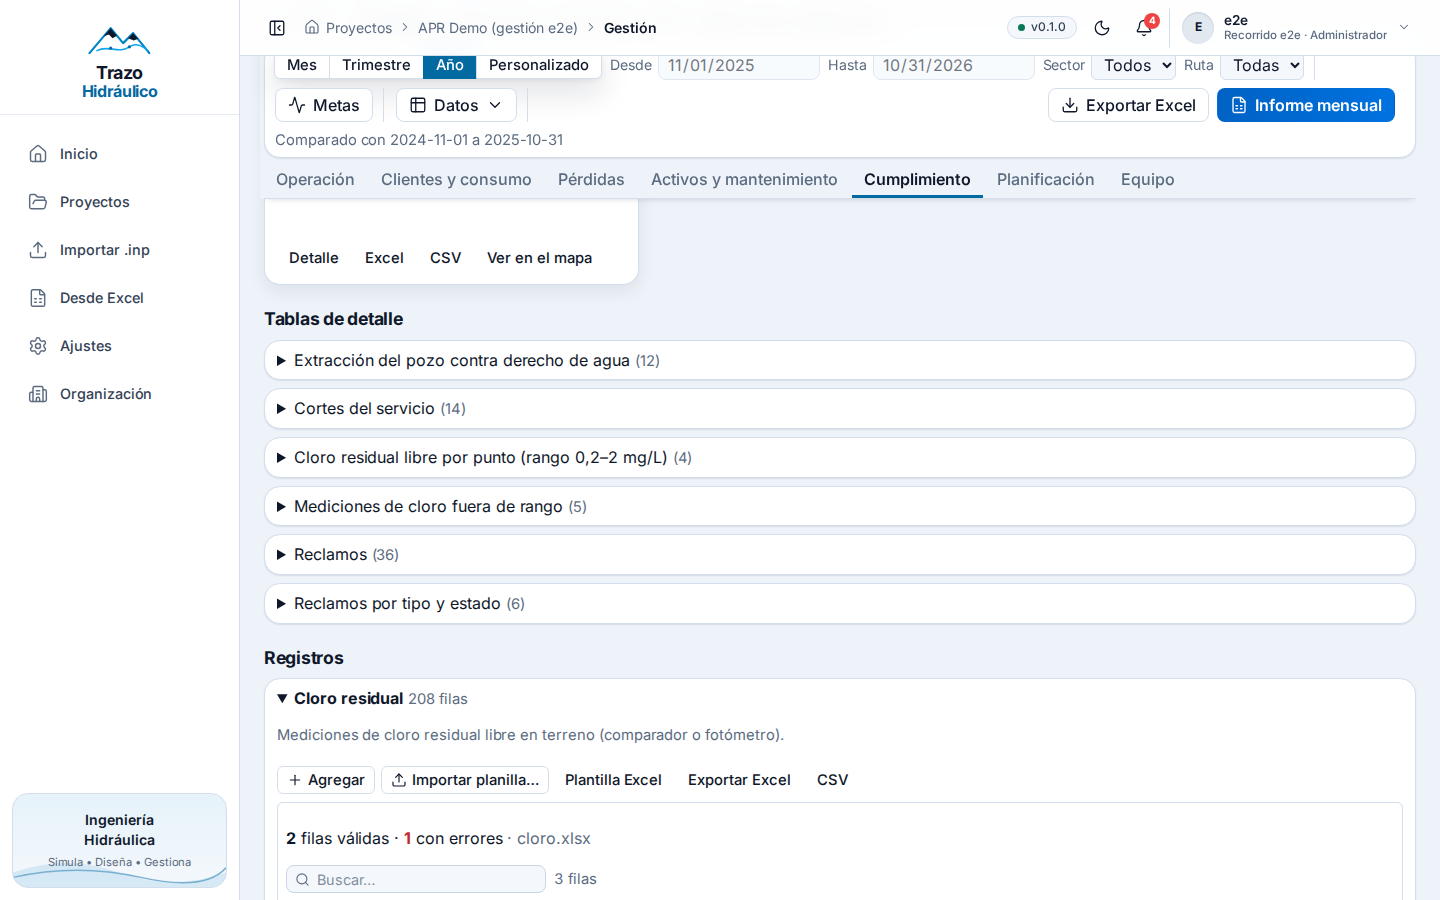 Trazo
Hidráulico
Inicio
Proyectos
Importar .inp
Desde Excel
Ajustes
Organización
Ingeniería
Hidráulica
Simula • Diseña • Gestiona
Proyectos > APR Demo (gestión e2e) > Gestión
v0.1.0
4
E
e2e
Recorrido e2e · Administrador
Mes Trimestre Año Personalizado Desde 11/01/2025 Hasta 10/31/2026 Sector Todos Ruta Todas
Metas Datos Exportar Excel Informe mensual
Comparado con 2024-11-01 a 2025-10-31
Operación Clientes y consumo Pérdidas Activos y mantenimiento Cumplimiento Planificación Equipo
Detalle Excel CSV Ver en el mapa
Tablas de detalle
Extracción del pozo contra derecho de agua (12)
Cortes del servicio (14)
Cloro residual libre por punto (rango 0,2–2 mg/L) (4)
Mediciones de cloro fuera de rango (5)
Reclamos (36)
Reclamos por tipo y estado (6)
Registros
Cloro residual 208 filas
Mediciones de cloro residual libre en terreno (comparador o fotómetro).
Agregar Importar planilla... Plantilla Excel Exportar Excel CSV
2 filas válidas · 1 con errores · cloro.xlsx
Buscar... 3 filas